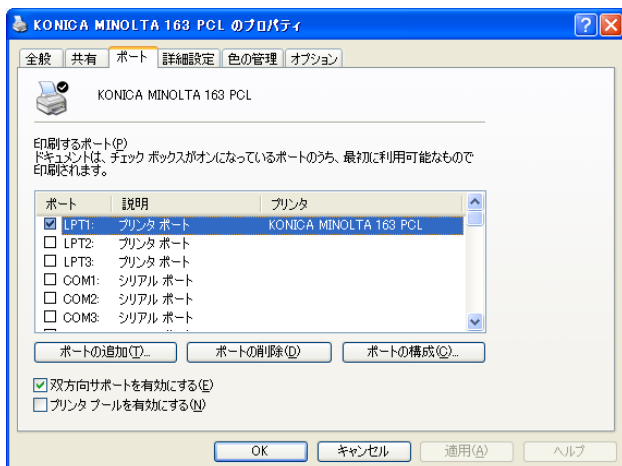 KONICA MINOLTA 163 PCL のプロパティ
全般 共有 ポート 詳細設定 色の管理 オプション
KONICA MINOLTA 163 PCL
印刷するポート(P)
ドキュメントは、チェック ボックスがオンになっているポートのうち、最初に利用可能なもので
印刷されます。
ポート 説明 プリンタ
LPT1: プリンタ ポート KONICA MINOLTA 163 PCL
LPT2: プリンタ ポート
LPT3: プリンタ ポート
COM1: シリアル ポート
COM2: シリアル ポート
COM3: シリアル ポート
ポートの追加(T)... ポートの削除(D) ポートの構成(C)...
双方向サポートを有効にする(E)
プリンタ プールを有効にする(N)
OK キャンセル 適用(A) ヘルプ